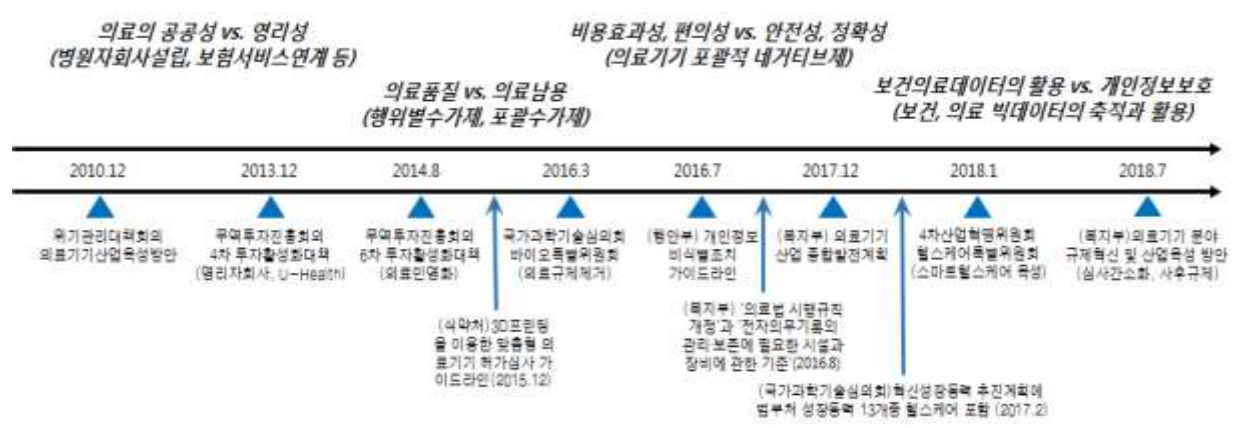 의료의 공공성 vs. 영리성
(병원자회사설립, 보험서비스연계 등)
의료품질 vs. 의료남용
(행위별수가제, 포괄수가제)
비용효과성, 편의성 vs. 안전성, 정확성
(의료기기 포괄적 네거티브제)
보건의료데이터의 활용 vs. 개인정보보호
(보건, 의료 빅데이터의 축적과 활용)
2010.12
2013.12
2014.8
2016.3
2016.7
2017.12
2018.1
2018.7
위기관리대책회의
의료기기산업육성방안
무역투자진흥회의
4차 투자활성화대책
(영리자회사, U-Health)
무역투자진흥회의
6차 투자활성화대책
(의료민영화)
국가과학기술심의회
바이오특별위원회
(의료규제제거)
(행안부) 개인정보
비식별조치
가이드라인
(복지부) 의료기기
산업 종합발전계획
4차산업혁명위원회
헬스케어특별위원회
(스마트헬스케어 육성)
(복지부)의료기기 분야
규제혁신 및 산업육성 방안
(심사간소화, 사후규제)
(식약처)3D프린팅
을 이용한 맞춤형 의
료기기 허가심사 가
이드라인(2015.12)
(복지부) '의료법 시행규칙
개정'과 '전자의무기록의
관리·보존에 필요한 시설과
장비에 관한 기준'(2016.8)
(국가과학기술심의회)혁신성장동력 추진계획에
범부처 성장동력 13개중 헬스케어 포함 (2017.2)